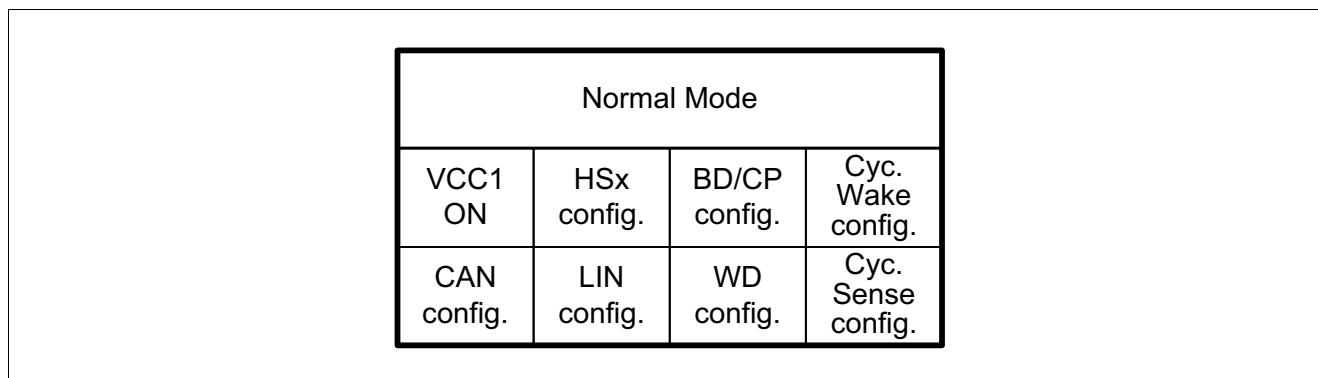 Normal Mode
VCC1
ON
HSx
config.
BD/CP
config.
Cyc.
Wake
config.
CAN
config.
LIN
config.
WD
config.
Cyc.
Sense
config.